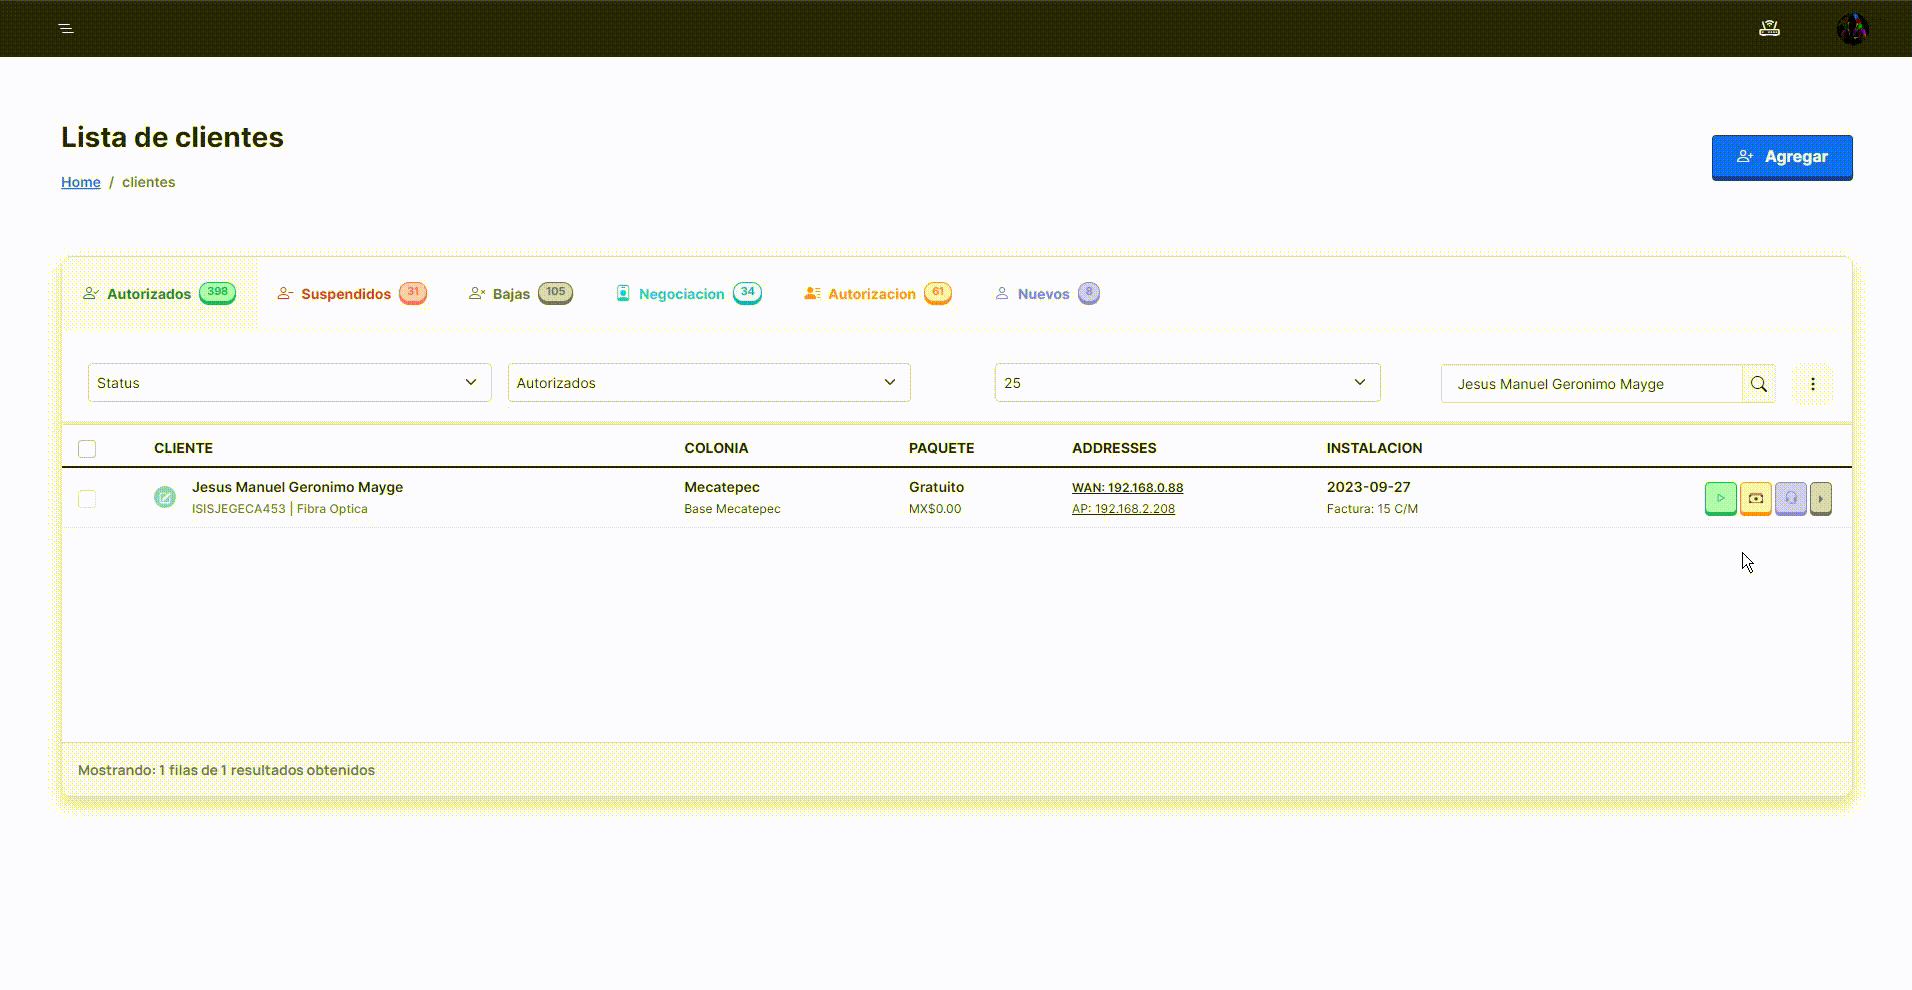 Lista de clientes
Home / clientes
Agregar
Autorizados 398 Suspendidos 31 Bajas 105 Negociacion 34 Autorizacion 61 Nuevos 8
Status Autorizados 25 Jesus Manuel Geronimo Mayge
CLIENTE COLONIA PAQUETE ADDRESSES INSTALACION
Jesus Manuel Geronimo Mayge Mecatepec Gratuito WAN: 192.168.0.88 2023-09-27
ISISJEGECA453 | Fibra Optica Base Mecatepec MX$0.00 AP: 192.168.2.208 Factura: 15 C/M
Mostrando: 1 filas de 1 resultados obtenidos